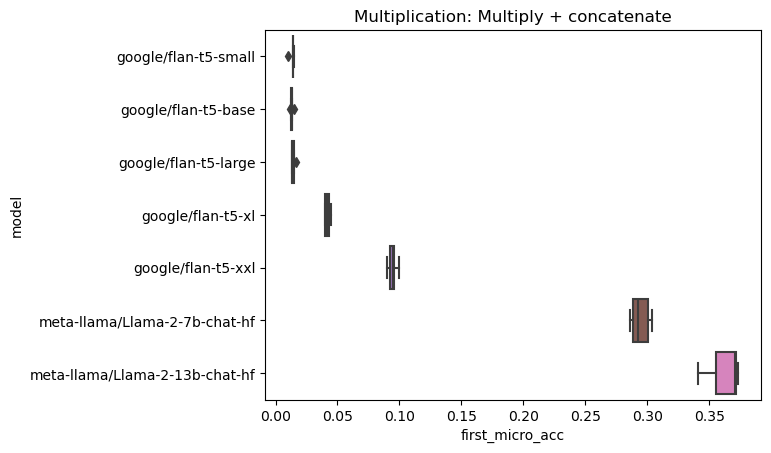 Multiplication: Multiply + concatenate
google/flan-t5-small
google/flan-t5-base
google/flan-t5-large
google/flan-t5-xl
google/flan-t5-xxl
meta-llama/Llama-2-7b-chat-hf
meta-llama/Llama-2-13b-chat-hf
model
0.00 0.05 0.10 0.15 0.20 0.25 0.30 0.35
first_micro_acc